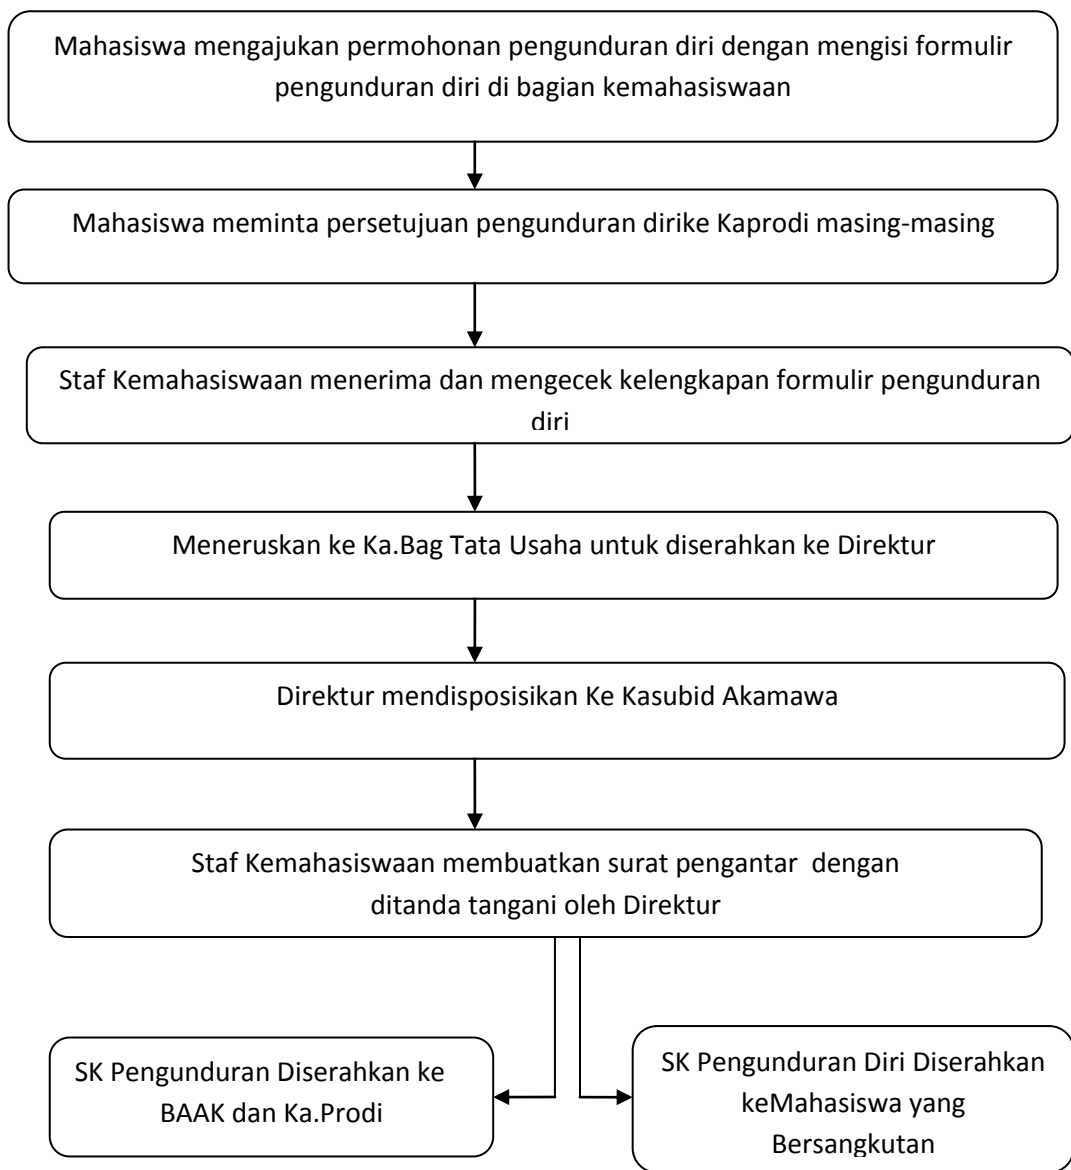 Mahasiswa mengajukan permohonan pengunduran diri dengan mengisi formulir
pengunduran diri di bagian kemahasiswaan
Mahasiswa meminta persetujuan pengunduran dirike Kaprodi masing-masing
Staf Kemahasiswaan menerima dan mengecek kelengkapan formulir pengunduran
diri
Meneruskan ke Ka.Bag Tata Usaha untuk diserahkan ke Direktur
Direktur mendisposisikan Ke Kasubid Akamawa
Staf Kemahasiswaan membuatkan surat pengantar  dengan
ditanda tangani oleh Direktur
SK Pengunduran Diserahkan ke
BAAK dan Ka.Prodi
SK Pengunduran Diri Diserahkan
keMahasiswa yang
Bersangkutan